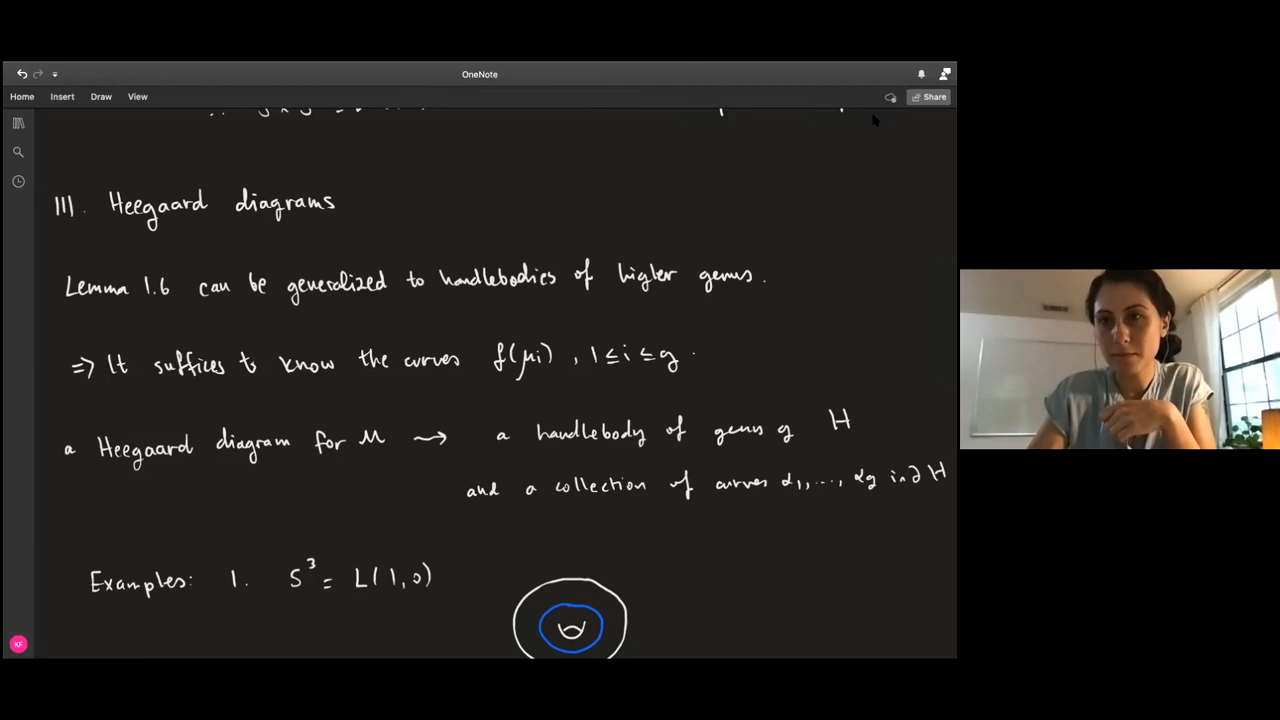 OneNote
Home Insert Draw View Share
III. Heegaard diagrams
Lemma 1.6 can be generalized to handlebodies of higher genus.
=> It suffices to know the curves f(μi), 1 ≤ i ≤ g.
a Heegaard diagram for M ⇝ a handlebody of genus g H
and a collection of curves α1,..., αg in ∂H
Examples: 1. S³ = L(1,0)
KF